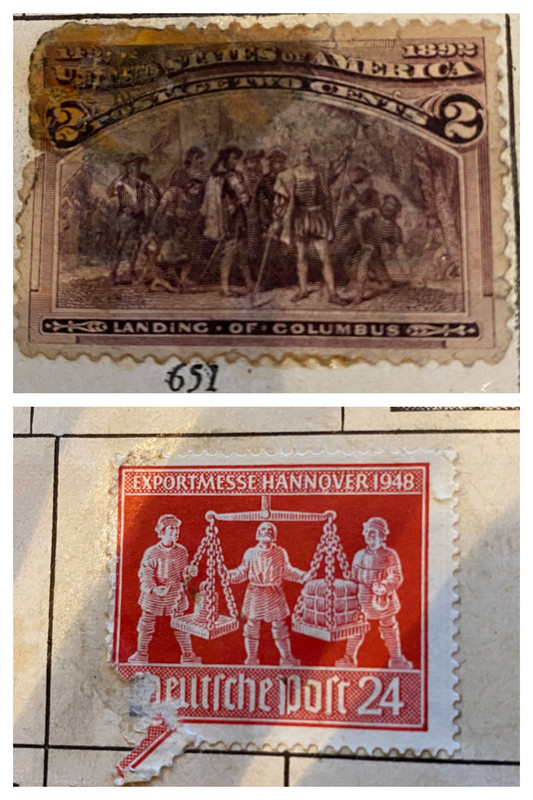 1892
UNITED STATES OF AMERICA
POSTAGE TWO CENTS
2 2
LANDING · OF · COLUMBUS
651
EXPORTMESSE HANNOVER 1948
Deutsche Post 24